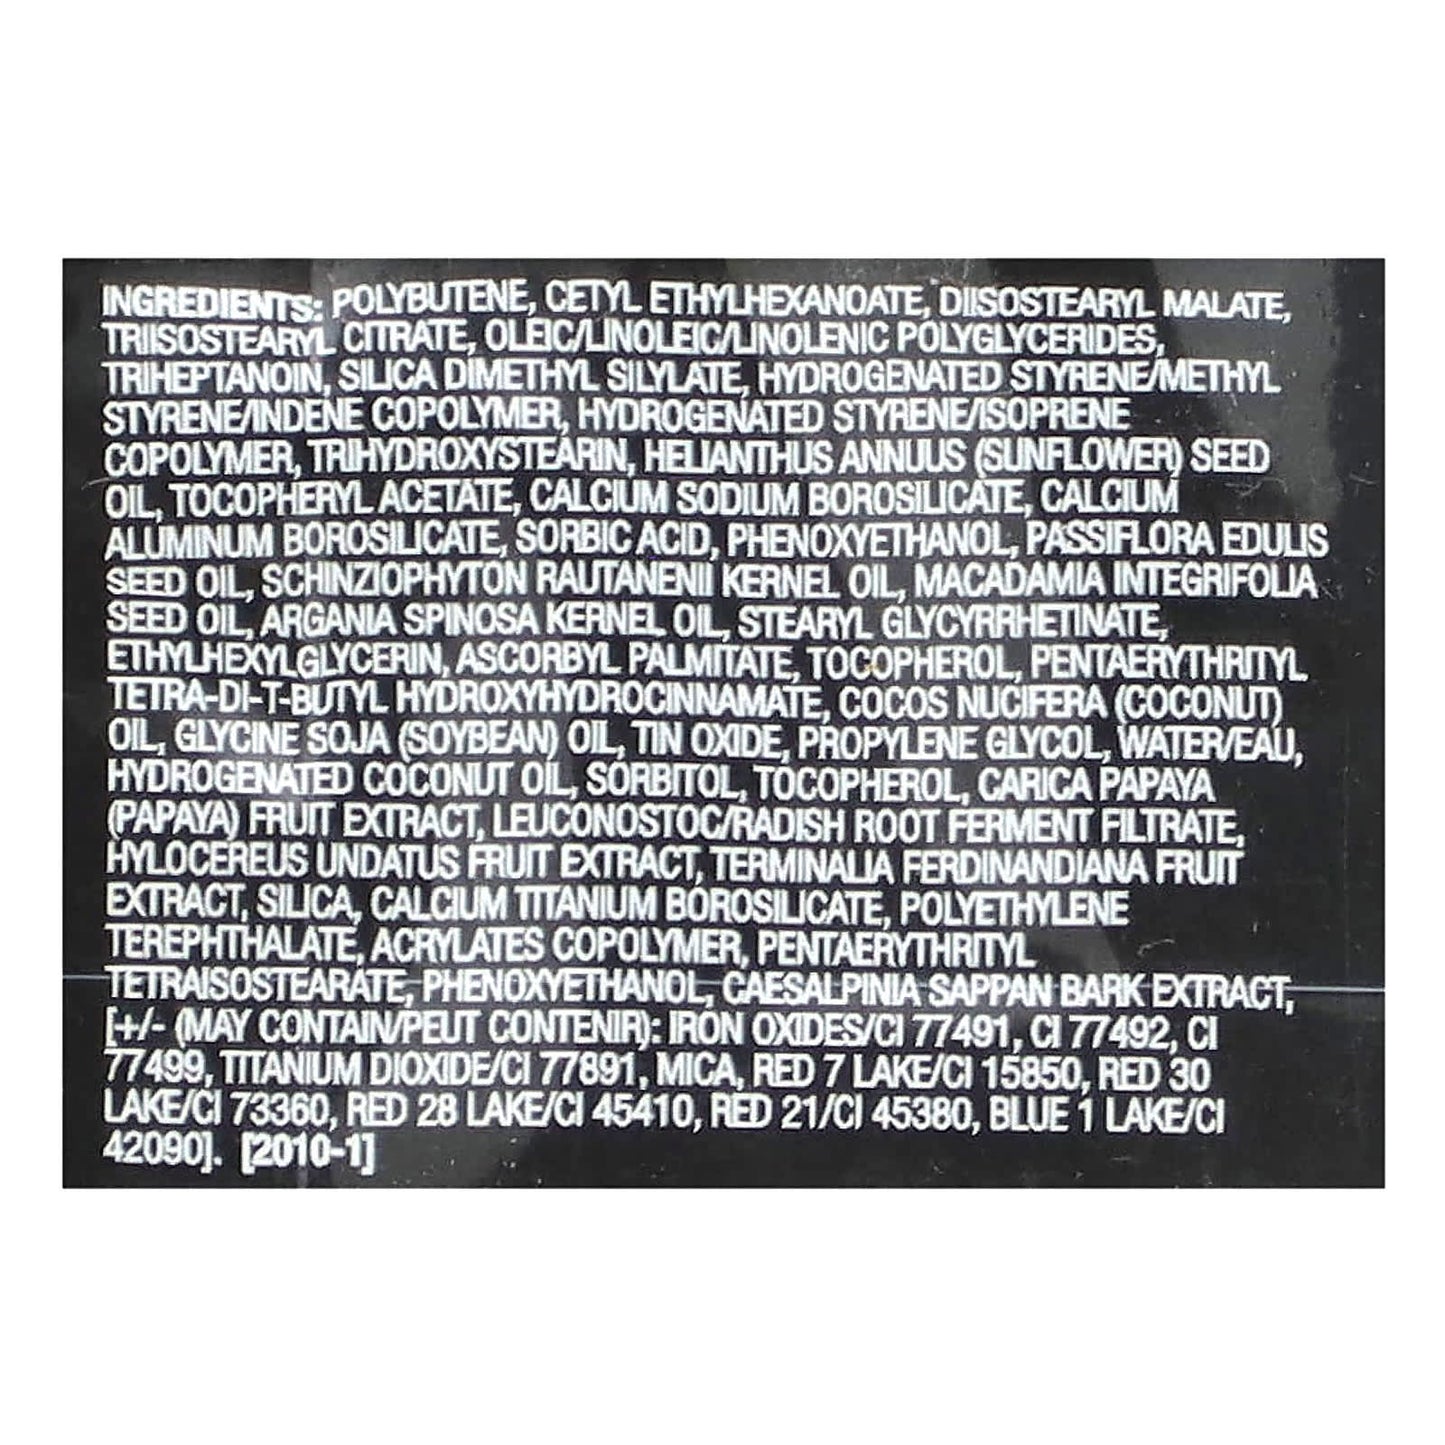 INGREDIENTS: POLYBUTENE, CETYL ETHYLHEXANOATE, DIISOSTEARYL MALATE,
TRIISOSTEARYL CITRATE, OLEIC/LINOLEIC/LINOLENIC POLYGLYCERIDES,
TRIHEPTANOIN, SILICA DIMETHYL SILYLATE, HYDROGENATED STYRENE/METHYL
STYRENE/INDENE COPOLYMER, HYDROGENATED STYRENE/ISOPRENE
COPOLYMER, TRIHYDROXYSTEARIN, HELIANTHUS ANNUUS (SUNFLOWER) SEED
OIL, TOCOPHERYL ACETATE, CALCIUM SODIUM BOROSILICATE, CALCIUM
ALUMINUM BOROSILICATE, SORBIC ACID, PHENOXYETHANOL, PASSIFLORA EDULIS
SEED OIL, SCHINZIOPHYTON RAUTANENII KERNEL OIL, MACADAMIA INTEGRIFOLIA
SEED OIL, ARGANIA SPINOSA KERNEL OIL, STEARYL GLYCYRRHETINATE,
ETHYLHEXYLGLYCERIN, ASCORBYL PALMITATE, TOCOPHEROL, PENTAERYTHRITYL
TETRA-DI-T-BUTYL HYDROXYHYDROCINNAMATE, COCOS NUCIFERA (COCONUT)
OIL, GLYCINE SOJA (SOYBEAN) OIL, TIN OXIDE, PROPYLENE GLYCOL, WATER/EAU,
HYDROGENATED COCONUT OIL, SORBITOL, TOCOPHEROL, CARICA PAPAYA
(PAPAYA) FRUIT EXTRACT, LEUCONOSTOC/RADISH ROOT FERMENT FILTRATE,
HYLOCEREUS UNDATUS FRUIT EXTRACT, TERMINALIA FERDINANDIANA FRUIT
EXTRACT, SILICA, CALCIUM TITANIUM BOROSILICATE, POLYETHYLENE
TEREPHTHALATE, ACRYLATES COPOLYMER, PENTAERYTHRITYL
TETRAISOSTEARATE, PHENOXYETHANOL, CAESALPINIA SAPPAN BARK EXTRACT,
[+/- (MAY CONTAIN/PEUT CONTENIR): IRON OXIDES/CI 77491, CI 77492, CI
77499, TITANIUM DIOXIDE/CI 77891, MICA, RED 7 LAKE/CI 15850, RED 30
LAKE/CI 73360, RED 28 LAKE/CI 45410, RED 21/CI 45380, BLUE 1 LAKE/CI
42090]. [2010-1]